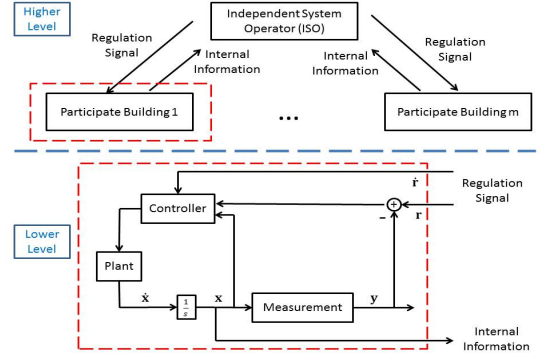 Higher
Level
Independent System
Operator (ISO)
Regulation
Signal
Internal
Information
Internal
Information
Regulation
Signal
Participate Building 1
...
Participate Building m
Lower
Level
ṙ
Regulation
Signal
Controller
+
−
r
Plant
ẋ
1
s
x
Measurement
y
Internal
Information